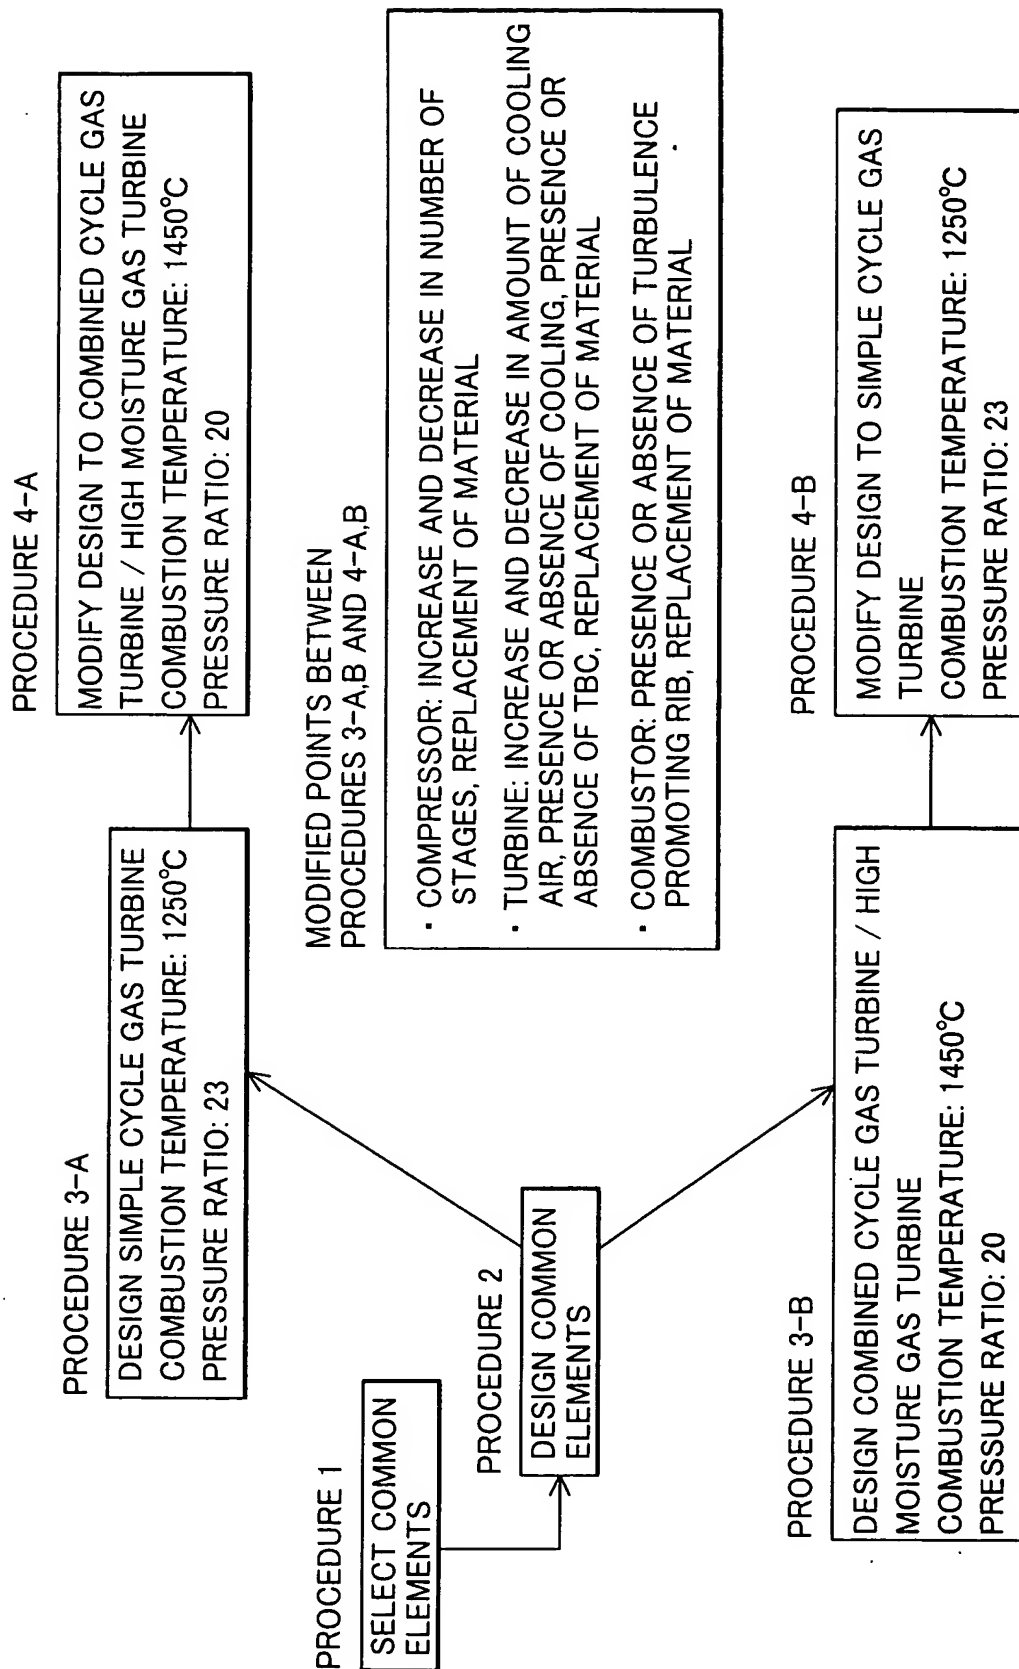 PROCEDURE 1
SELECT COMMON
ELEMENTS
PROCEDURE 2
DESIGN COMMON
ELEMENTS
PROCEDURE 3-A
DESIGN SIMPLE CYCLE GAS TURBINE
COMBUSTION TEMPERATURE: 1250°C
PRESSURE RATIO: 23
PROCEDURE 4-A
MODIFY DESIGN TO COMBINED CYCLE GAS
TURBINE / HIGH MOISTURE GAS TURBINE
COMBUSTION TEMPERATURE: 1450°C
PRESSURE RATIO: 20
MODIFIED POINTS BETWEEN
PROCEDURES 3-A,B AND 4-A,B
· COMPRESSOR: INCREASE AND DECREASE IN NUMBER OF
STAGES, REPLACEMENT OF MATERIAL
· TURBINE: INCREASE AND DECREASE IN AMOUNT OF COOLING
AIR, PRESENCE OR ABSENCE OF COOLING, PRESENCE OR
ABSENCE OF TBC, REPLACEMENT OF MATERIAL
· COMBUSTOR: PRESENCE OR ABSENCE OF TURBULENCE
PROMOTING RIB, REPLACEMENT OF MATERIAL
PROCEDURE 3-B
DESIGN COMBINED CYCLE GAS TURBINE / HIGH
MOISTURE GAS TURBINE
COMBUSTION TEMPERATURE: 1450°C
PRESSURE RATIO: 20
PROCEDURE 4-B
MODIFY DESIGN TO SIMPLE CYCLE GAS
TURBINE
COMBUSTION TEMPERATURE: 1250°C
PRESSURE RATIO: 23